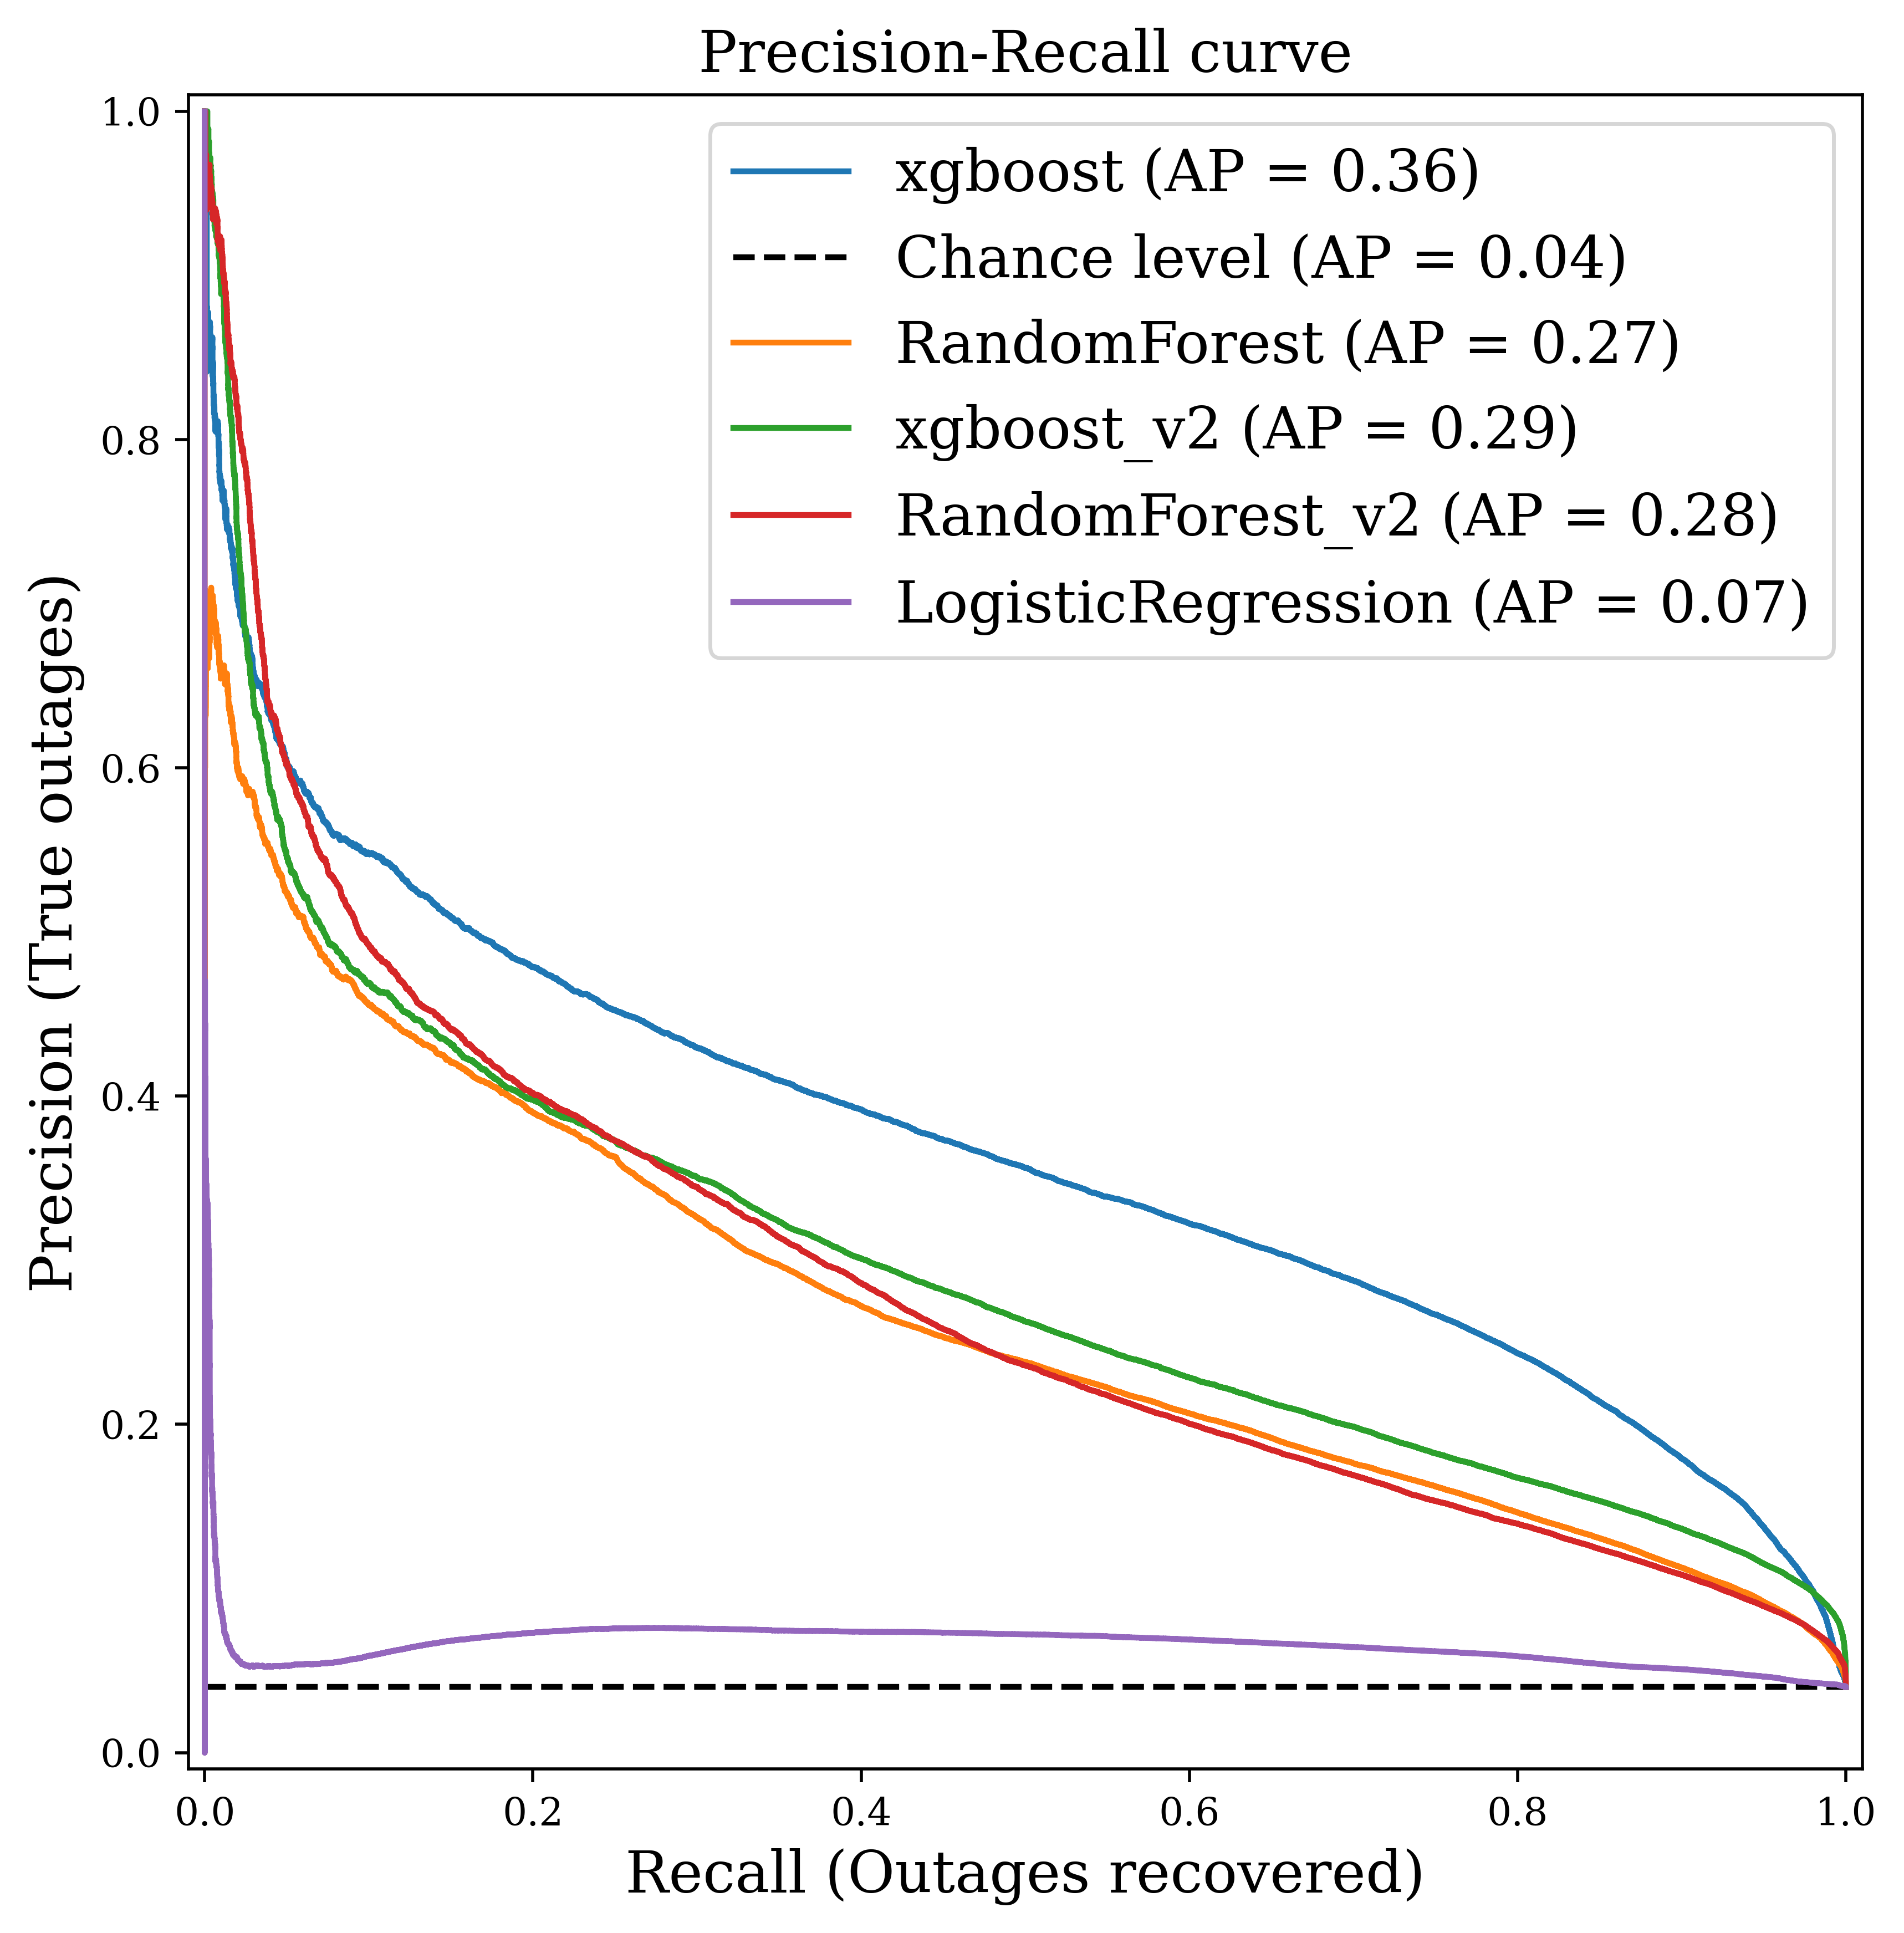 Precision-Recall curve
xgboost (AP = 0.36)
Chance level (AP = 0.04)
RandomForest (AP = 0.27)
xgboost_v2 (AP = 0.29)
RandomForest_v2 (AP = 0.28)
LogisticRegression (AP = 0.07)
Precision (True outages)
1.0
0.8
0.6
0.4
0.2
0.0
0.0 0.2 0.4 0.6 0.8 1.0
Recall (Outages recovered)